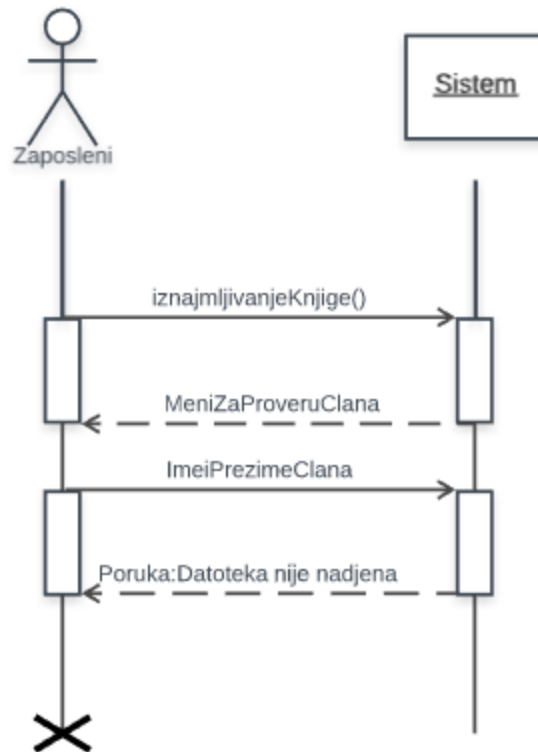 Zaposleni
Sistem
iznajmljivanjeKnjige()
MeniZaProveruClana
ImeiPrezimeClana
Poruka:Datoteka nije nadjena